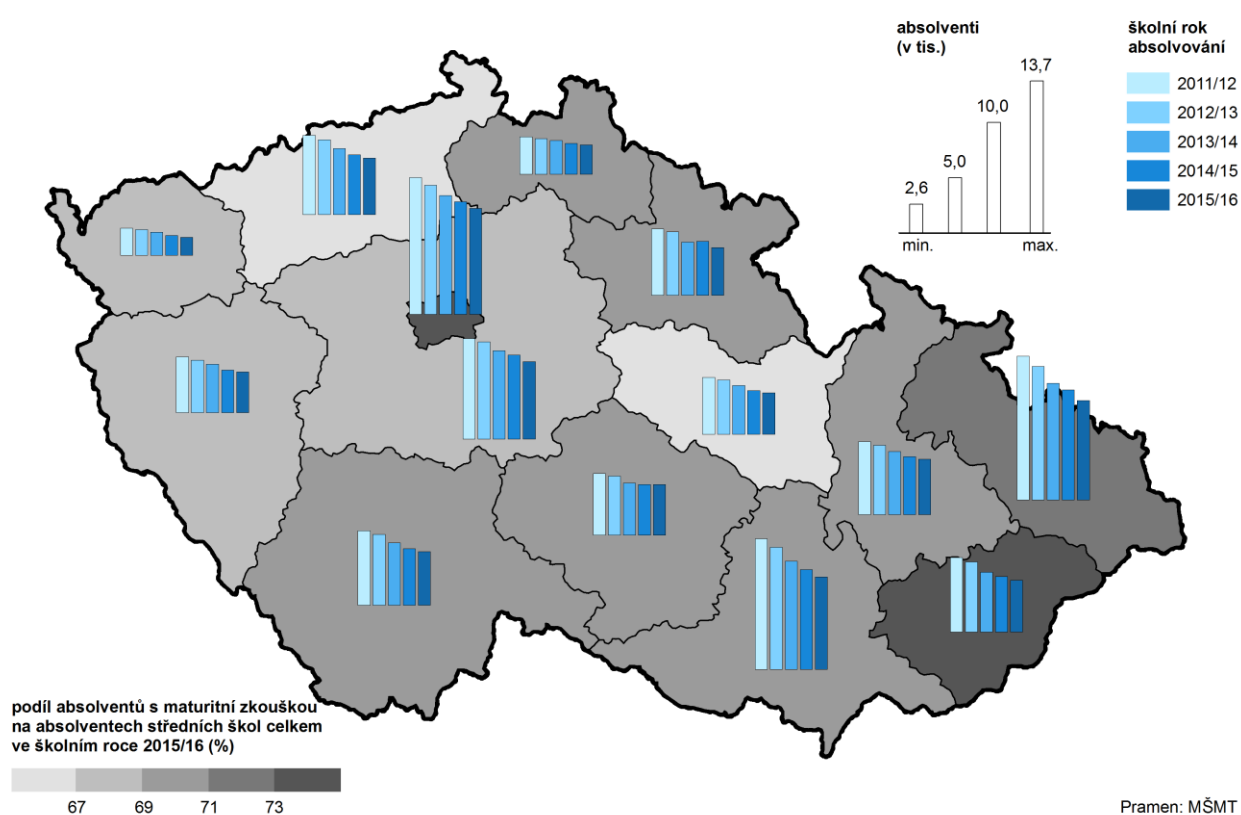 absolventi
(v tis.)
13,7
10,0
5,0
2,6
min.
max.
školní rok
absolvování
2011/12
2012/13
2013/14
2014/15
2015/16
podíl absolventů s maturitní zkouškou
na absolventech středních škol celkem
ve školním roce 2015/16 (%)
67 69 71 73
Pramen: MŠMT